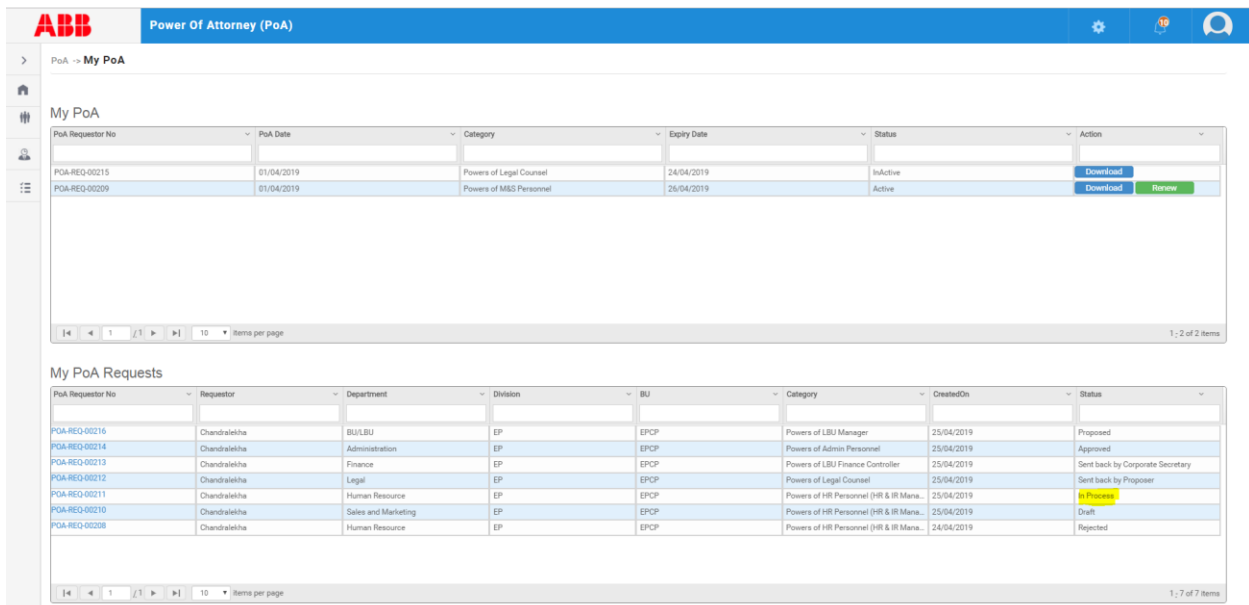 ABB Power Of Attorney (PoA) 10
PoA -> My PoA
My PoA
PoA Requestor No PoA Date Category Expiry Date Status Action
POA-REQ-00215 01/04/2019 Powers of Legal Counsel 24/04/2019 InActive Download
POA-REQ-00209 01/04/2019 Powers of M&S Personnel 26/04/2019 Active Download Renew
1 / 1 10 items per page 1 - 2 of 2 items
My PoA Requests
PoA Requestor No Requestor Department Division BU Category CreatedOn Status
POA-REQ-00216 Chandralekha BU/LBU EP EPCP Powers of LBU Manager 25/04/2019 Proposed
POA-REQ-00214 Chandralekha Administration EP EPCP Powers of Admin Personnel 25/04/2019 Approved
POA-REQ-00213 Chandralekha Finance EP EPCP Powers of LBU Finance Controller 25/04/2019 Sent back by Corporate Secretary
POA-REQ-00212 Chandralekha Legal EP EPCP Powers of Legal Counsel 25/04/2019 Sent back by Proposer
POA-REQ-00211 Chandralekha Human Resource EP EPCP Powers of HR Personnel (HR & IR Mana... 25/04/2019 In Process
POA-REQ-00210 Chandralekha Sales and Marketing EP EPCP Powers of HR Personnel (HR & IR Mana... 25/04/2019 Draft
POA-REQ-00208 Chandralekha Human Resource EP EPCP Powers of HR Personnel (HR & IR Mana... 24/04/2019 Rejected
1 / 1 10 items per page 1 - 7 of 7 items